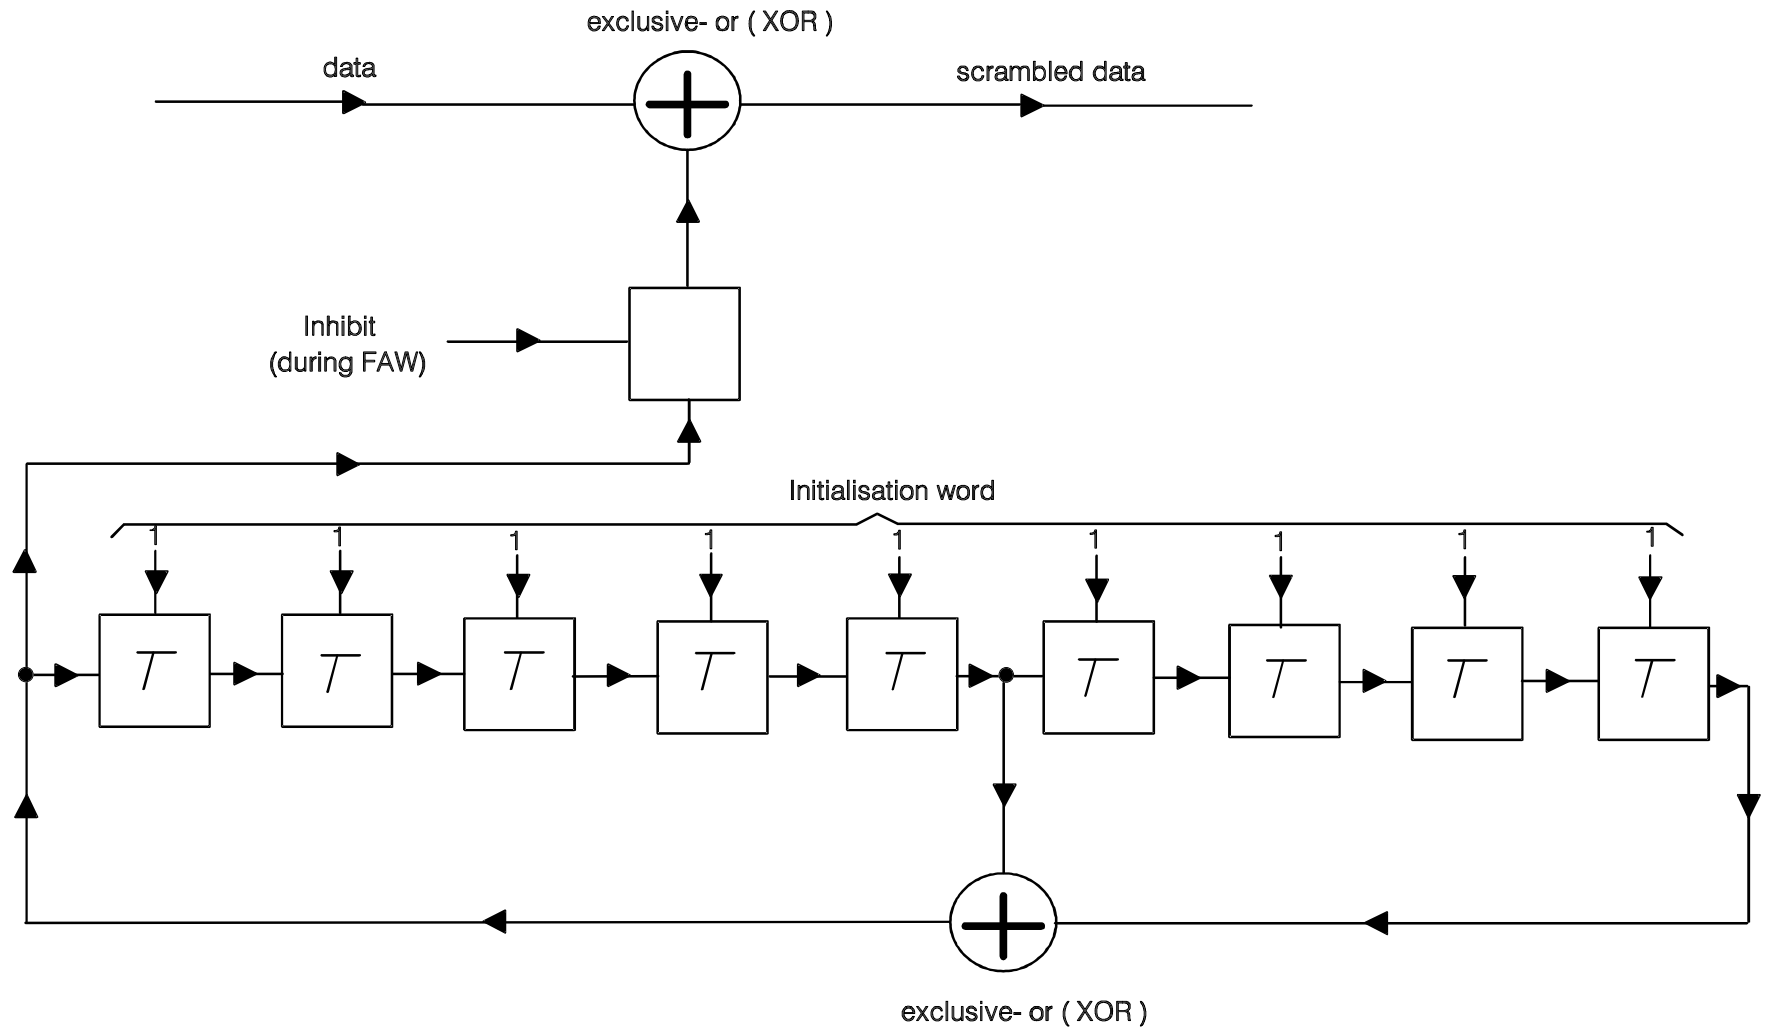 exclusive- or ( XOR )
data
scrambled data
Inhibit
(during FAW)
Initialisation word
1 1 1 1 1 1 1 1 1
T T T T T T T T T
exclusive- or ( XOR )